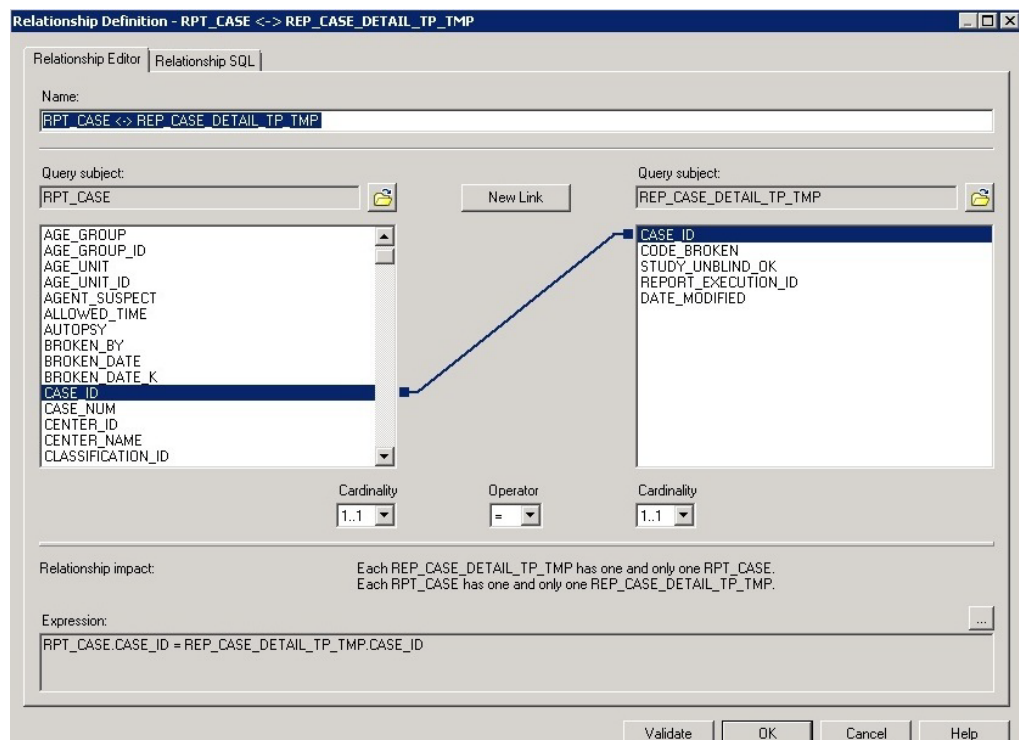 Relationship Definition - RPT_CASE <-> REP_CASE_DETAIL_TP_TMP
Relationship Editor
Relationship SQL
Name:
RPT_CASE <-> REP_CASE_DETAIL_TP_TMP
Query subject:
RPT_CASE
New Link
Query subject:
REP_CASE_DETAIL_TP_TMP
AGE_GROUP
AGE_GROUP_ID
AGE_UNIT
AGE_UNIT_ID
AGENT_SUSPECT
ALLOWED_TIME
AUTOPSY
BROKEN_BY
BROKEN_DATE
BROKEN_DATE_K
CASE_ID
CASE_NUM
CENTER_ID
CENTER_NAME
CLASSIFICATION_ID
CASE_ID
CODE_BROKEN
STUDY_UNBLIND_OK
REPORT_EXECUTION_ID
DATE_MODIFIED
Cardinality
1..1
Operator
=
Cardinality
1..1
Relationship impact:
Each REP_CASE_DETAIL_TP_TMP has one and only one RPT_CASE.
Each RPT_CASE has one and only one REP_CASE_DETAIL_TP_TMP.
Expression:
...
RPT_CASE.CASE_ID = REP_CASE_DETAIL_TP_TMP.CASE_ID
Validate
OK
Cancel
Help